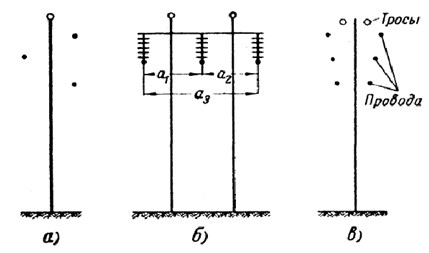 Тросы
a₁
a₂
a₃
Провода
а)
б)
в)